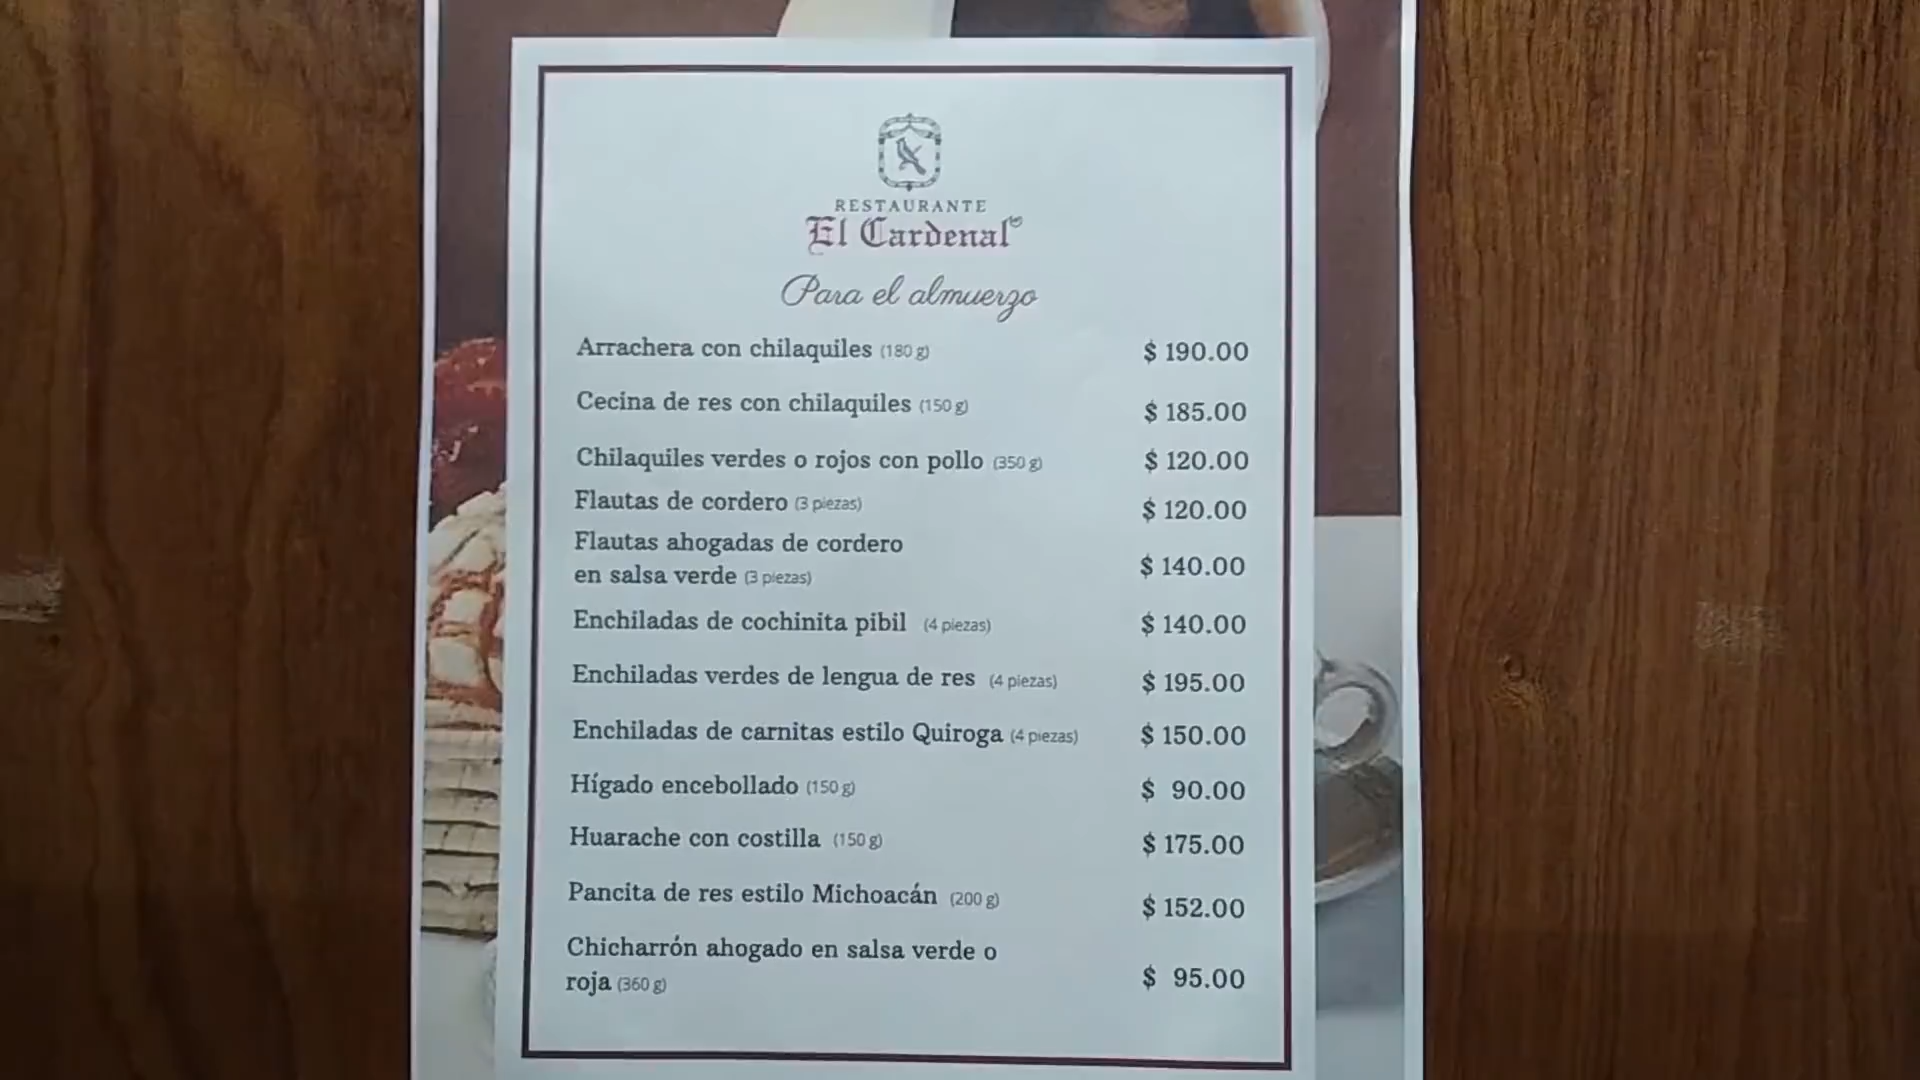 RESTAURANTE
El Cardenal
Para el almuerzo
Arrachera con chilaquiles (180 g) $ 190.00
Cecina de res con chilaquiles (150 g) $ 185.00
Chilaquiles verdes o rojos con pollo (350 g) $ 120.00
Flautas de cordero (3 piezas) $ 120.00
Flautas ahogadas de cordero
en salsa verde (3 piezas) $ 140.00
Enchiladas de cochinita pibil (4 piezas) $ 140.00
Enchiladas verdes de lengua de res (4 piezas) $ 195.00
Enchiladas de carnitas estilo Quiroga (4 piezas) $ 150.00
Hígado encebollado (150 g) $ 90.00
Huarache con costilla (150 g) $ 175.00
Pancita de res estilo Michoacán (200 g) $ 152.00
Chicharrón ahogado en salsa verde o
roja (360 g) $ 95.00